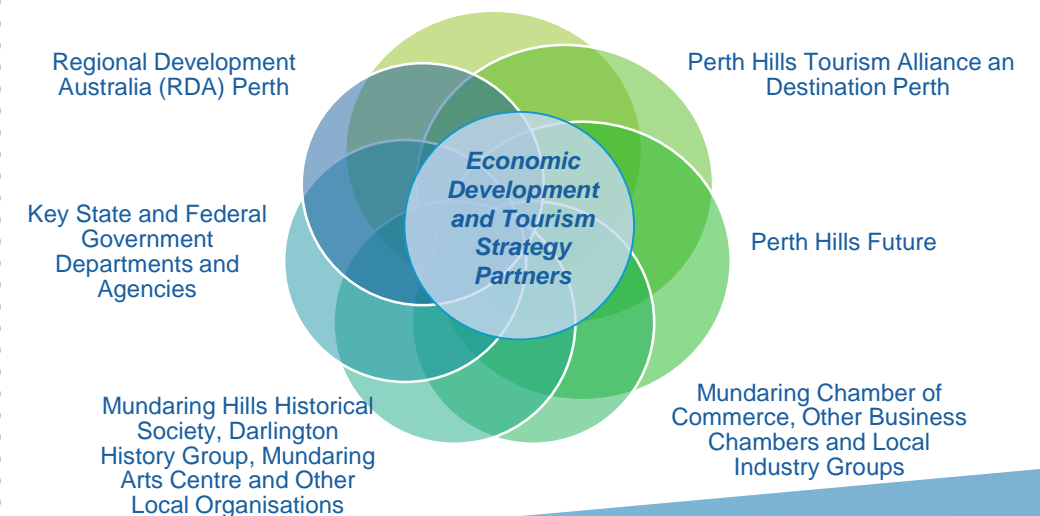 Regional Development
Australia (RDA) Perth
Perth Hills Tourism Alliance an
Destination Perth
Economic
Development
and Tourism
Strategy
Partners
Key State and Federal
Government
Departments and
Agencies
Perth Hills Future
Mundaring Hills Historical
Society, Darlington
History Group, Mundaring
Arts Centre and Other
Local Organisations
Mundaring Chamber of
Commerce, Other Business
Chambers and Local
Industry Groups